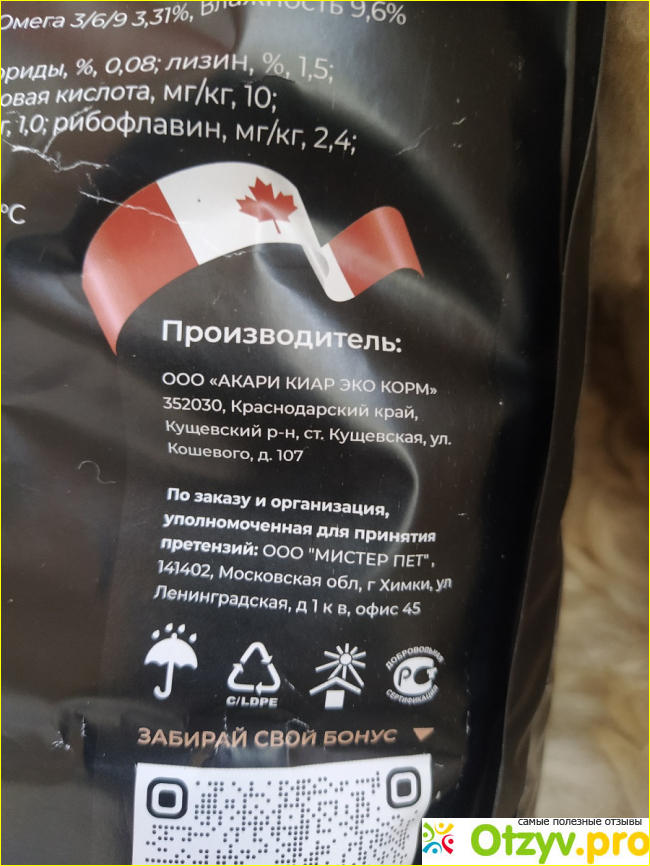 Омега 3/6/9 3,31%, Влажность 9,6%
ориды, %, 0,08; лизин, %, 1,5;
овая кислота, мг/кг, 10;
г, 1,0; рибофлавин, мг/кг, 2,4;
°С
Производитель:
ООО «АКАРИ КИАР ЭКО КОРМ»
352030, Краснодарский край,
Кущевский р-н, ст. Кущевская, ул.
Кошевого, д. 107
По заказу и организация,
уполномоченная для принятия
претензий: ООО "МИСТЕР ПЕТ",
141402, Московская обл, г Химки, ул
Ленинградская, д 1 к в, офис 45
C/LDPE
ДОБРОВОЛЬНАЯ
РСТ
СЕРТИФИКАЦИЯ
ЗАБИРАЙ СВОЙ БОНУС
самые полезные отзывы
Otzyv.pro